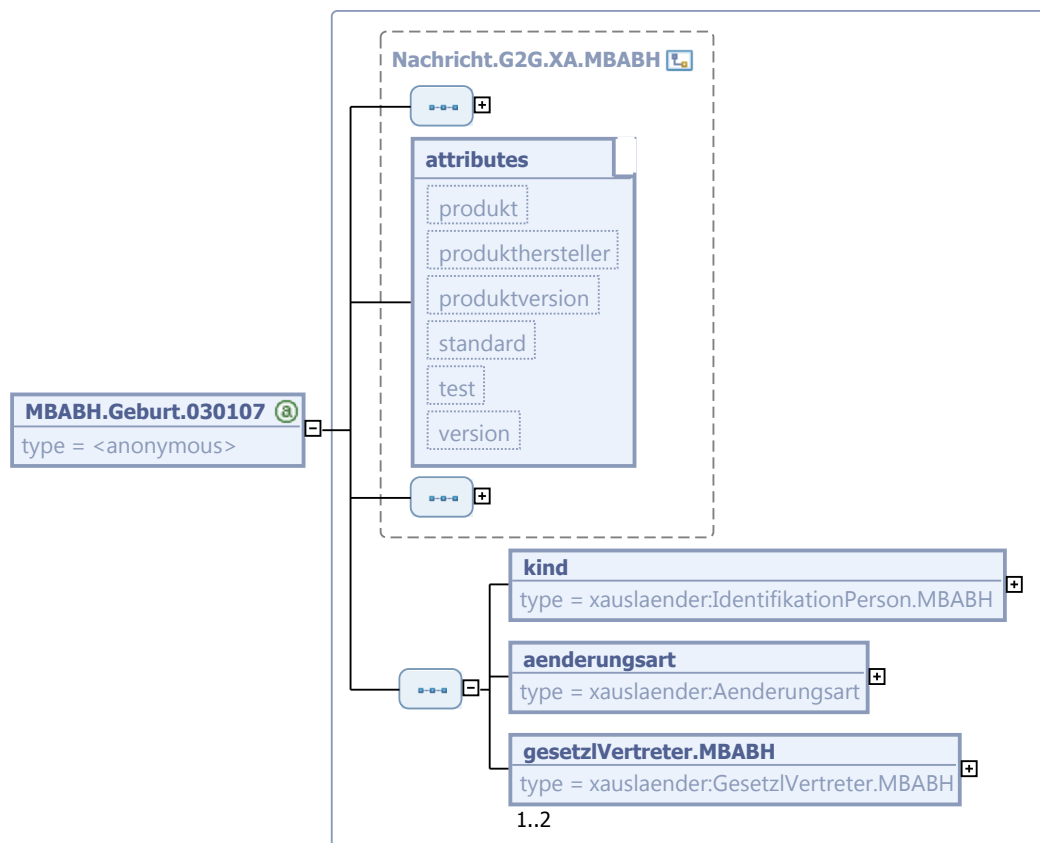 Nachricht.G2G.XA.MBABH
attributes
produkt
produkthersteller
produktversion
standard
test
version
MBABH.Geburt.030107 a
type = <anonymous>
kind
type = xauslaender:IdentifikationPerson.MBABH
aenderungsart
type = xauslaender:Aenderungsart
gesetzlVertreter.MBABH
type = xauslaender:GesetzlVertreter.MBABH
1..2